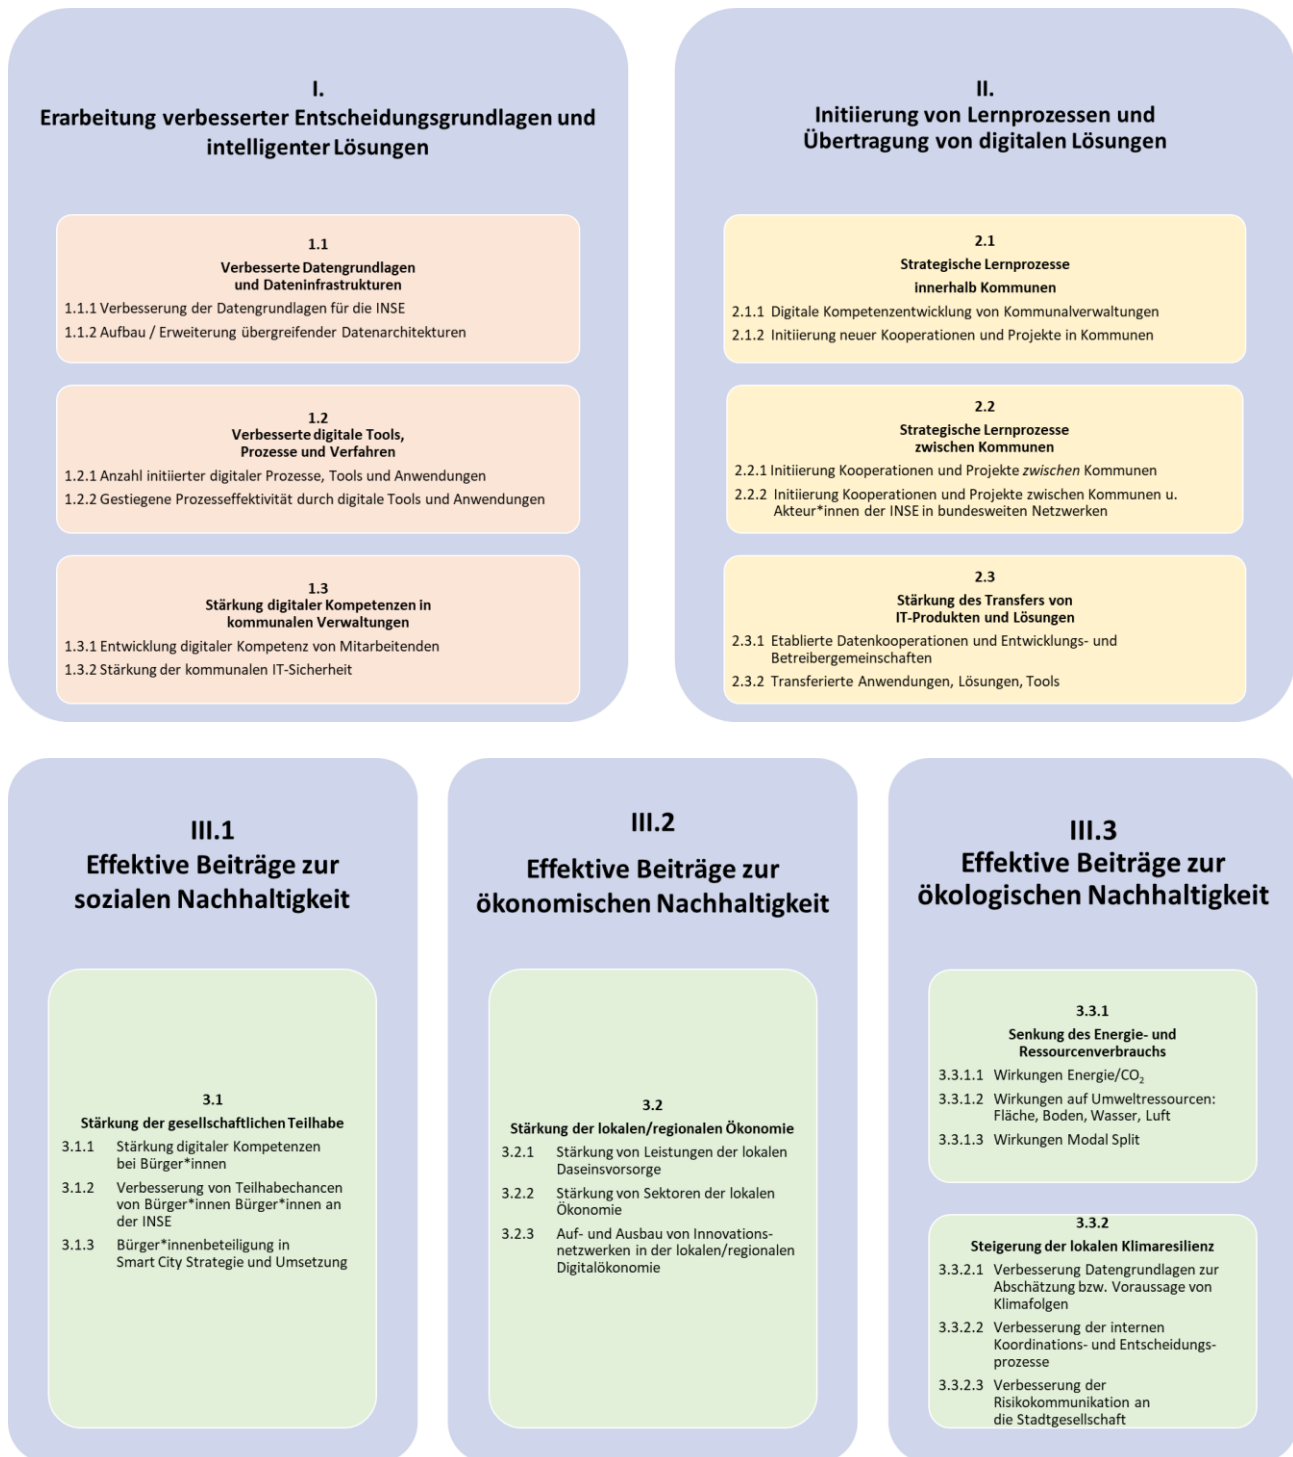 I.
Erarbeitung verbesserter Entscheidungsgrundlagen und
intelligenter Lösungen
1.1
Verbesserte Datengrundlagen
und Dateninfrastrukturen
1.1.1 Verbesserung der Datengrundlagen für die INSE
1.1.2 Aufbau / Erweiterung übergreifender Datenarchitekturen
1.2
Verbesserte digitale Tools,
Prozesse und Verfahren
1.2.1 Anzahl initiierter digitaler Prozesse, Tools und Anwendungen
1.2.2 Gestiegene Prozesseffektivität durch digitale Tools und Anwendungen
1.3
Stärkung digitaler Kompetenzen in
kommunalen Verwaltungen
1.3.1 Entwicklung digitaler Kompetenz von Mitarbeitenden
1.3.2 Stärkung der kommunalen IT-Sicherheit
II.
Initiierung von Lernprozessen und
Übertragung von digitalen Lösungen
2.1
Strategische Lernprozesse
innerhalb Kommunen
2.1.1 Digitale Kompetenzentwicklung von Kommunalverwaltungen
2.1.2 Initiierung neuer Kooperationen und Projekte in Kommunen
2.2
Strategische Lernprozesse
zwischen Kommunen
2.2.1 Initiierung Kooperationen und Projekte zwischen Kommunen
2.2.2 Initiierung Kooperationen und Projekte zwischen Kommunen u.
Akteur*innen der INSE in bundesweiten Netzwerken
2.3
Stärkung des Transfers von
IT-Produkten und Lösungen
2.3.1 Etablierte Datenkooperationen und Entwicklungs- und
Betreibergemeinschaften
2.3.2 Transferierte Anwendungen, Lösungen, Tools
III.1
Effektive Beiträge zur
sozialen Nachhaltigkeit
3.1
Stärkung der gesellschaftlichen Teilhabe
3.1.1 Stärkung digitaler Kompetenzen
bei Bürger*innen
3.1.2 Verbesserung von Teilhabechancen
von Bürger*innen Bürger*innen an
der INSE
3.1.3 Bürger*innenbeteiligung in
Smart City Strategie und Umsetzung
III.2
Effektive Beiträge zur
ökonomischen Nachhaltigkeit
3.2
Stärkung der lokalen/regionalen Ökonomie
3.2.1 Stärkung von Leistungen der lokalen
Daseinsvorsorge
3.2.2 Stärkung von Sektoren der lokalen
Ökonomie
3.2.3 Auf- und Ausbau von Innovations-
netzwerken in der lokalen/regionalen
Digitalökonomie
III.3
Effektive Beiträge zur
ökologischen Nachhaltigkeit
3.3.1
Senkung des Energie- und
Ressourcenverbrauchs
3.3.1.1 Wirkungen Energie/CO₂
3.3.1.2 Wirkungen auf Umweltressourcen:
Fläche, Boden, Wasser, Luft
3.3.1.3 Wirkungen Modal Split
3.3.2
Steigerung der lokalen Klimaresilienz
3.3.2.1 Verbesserung Datengrundlagen zur
Abschätzung bzw. Voraussage von
Klimafolgen
3.3.2.2 Verbesserung der internen
Koordinations- und Entscheidungs-
prozesse
3.3.2.3 Verbesserung der
Risikokommunikation an
die Stadtgesellschaft